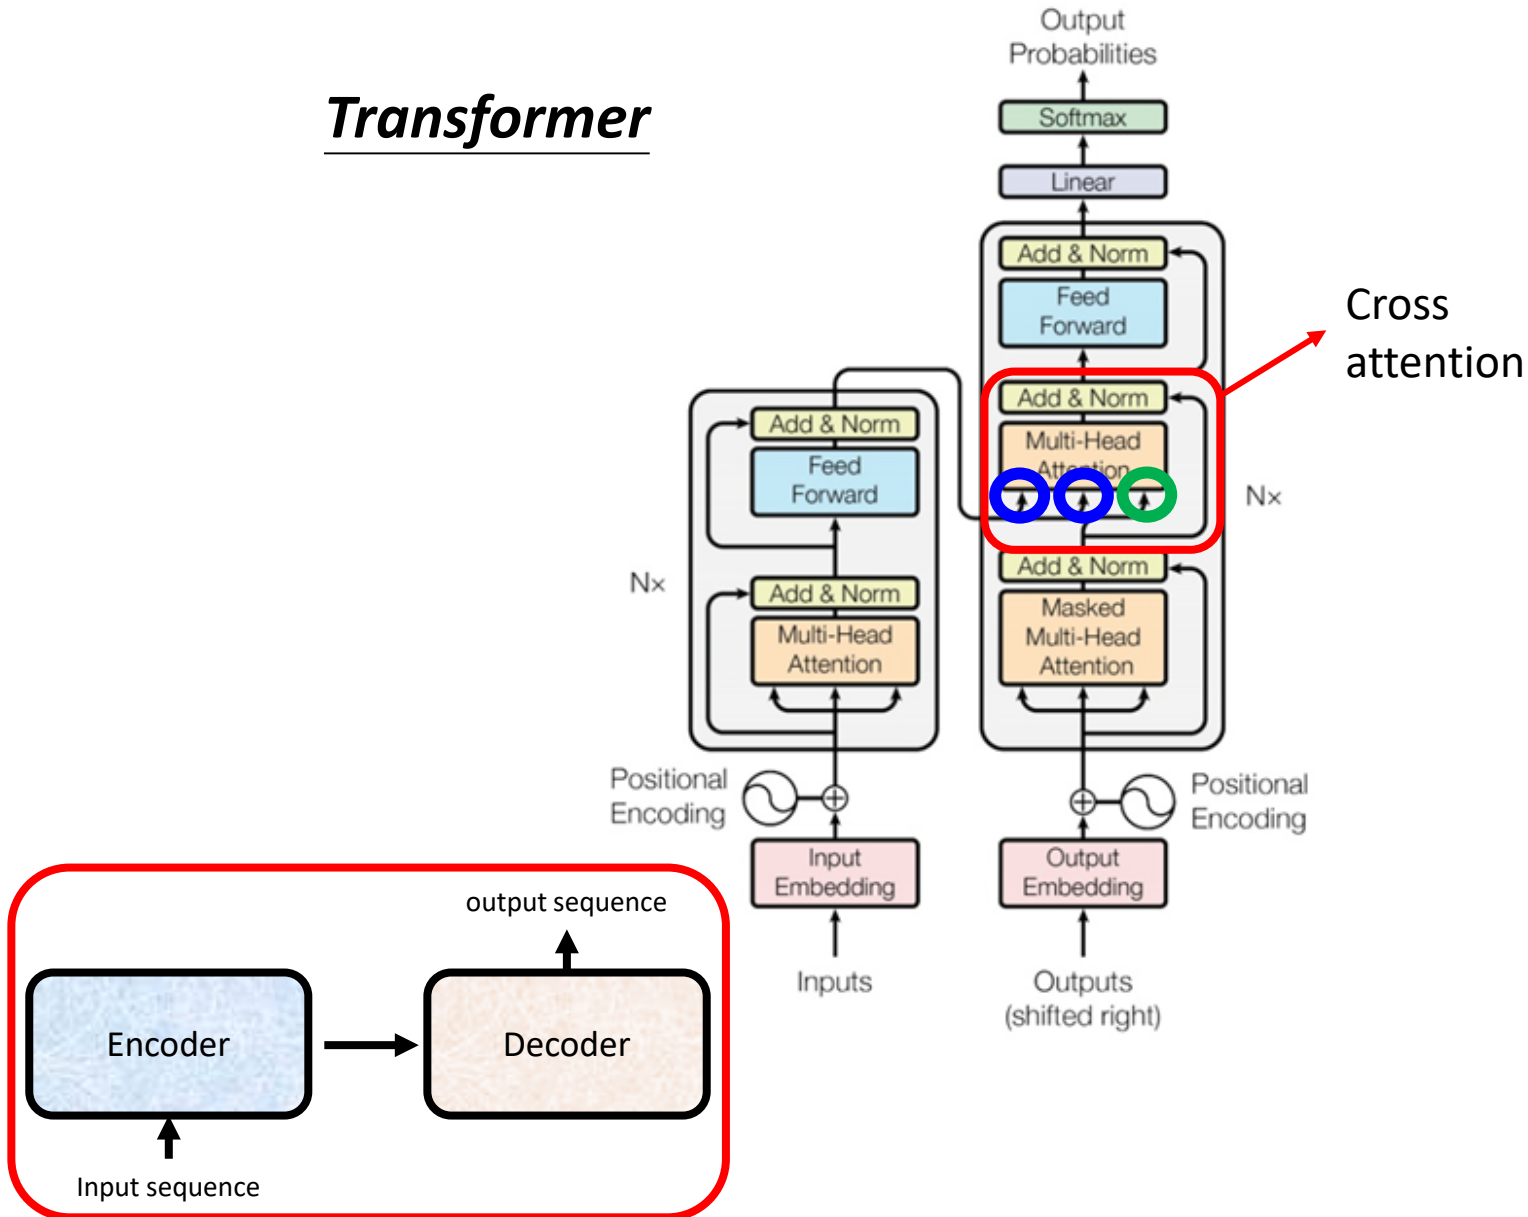 Transformer
Output
Probabilities
Softmax
Linear
Add & Norm
Feed
Forward
Add & Norm
Multi-Head
Attention
Cross
attention
Nx
Add & Norm
Masked
Multi-Head
Attention
Add & Norm
Feed
Forward
Nx
Add & Norm
Multi-Head
Attention
Positional
Encoding
Positional
Encoding
Input
Embedding
Output
Embedding
Inputs
Outputs
(shifted right)
output sequence
Encoder
Decoder
Input sequence